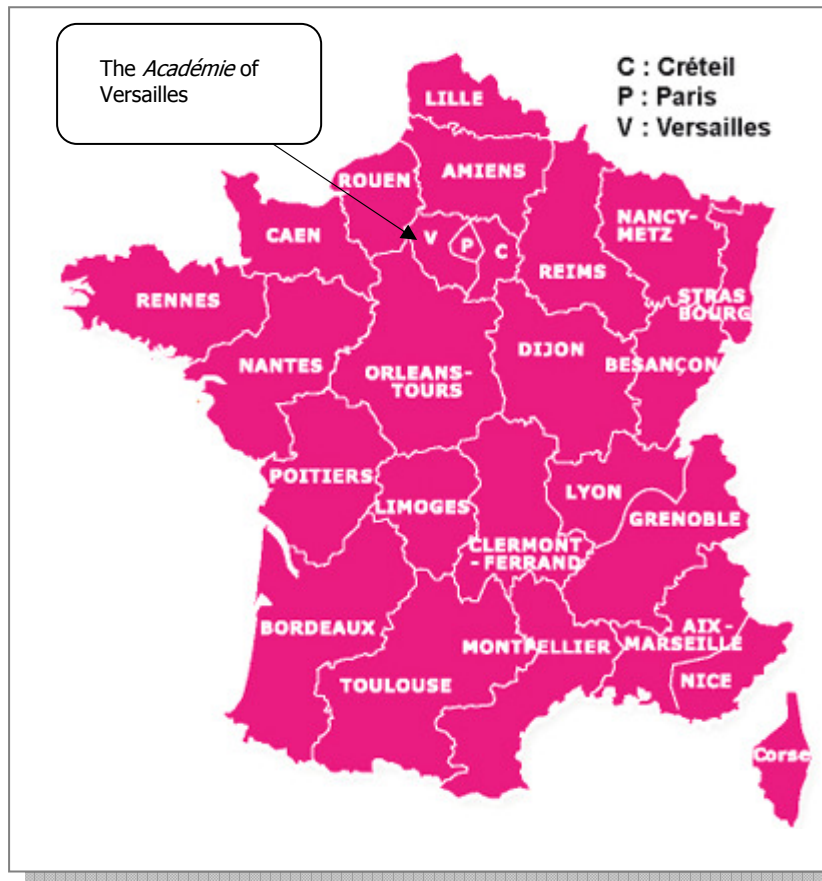 The Académie of
Versailles
C : Créteil
P : Paris
V : Versailles
LILLE
AMIENS
ROUEN
CAEN
V
P
C
REIMS
NANCY-
METZ
STRAS
BOURG
RENNES
NANTES
ORLEANS-
TOURS
DIJON
BESANÇON
POITIERS
LIMOGES
CLERMONT
-FERRAND
LYON
GRENOBLE
BORDEAUX
TOULOUSE
MONTPELLIER
AIX-
MARSEILLE
NICE
Corse